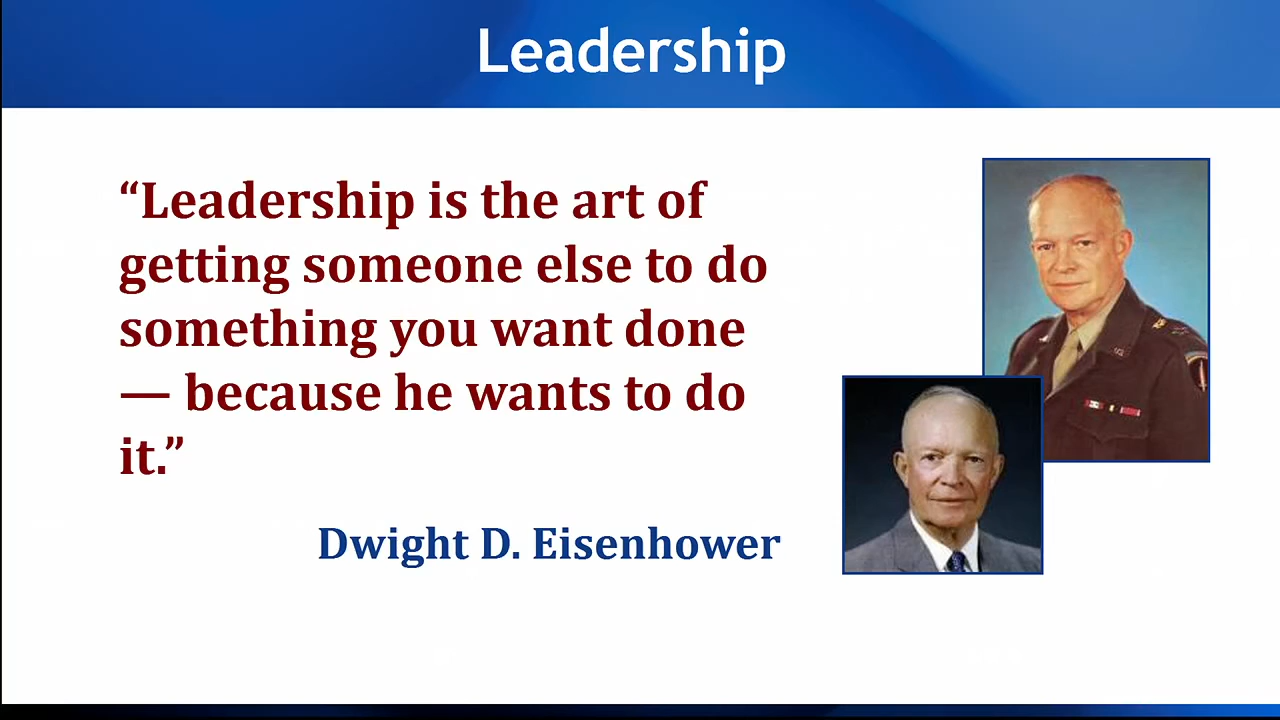 Leadership
“Leadership is the art of
getting someone else to do
something you want done
— because he wants to do
it.”
Dwight D. Eisenhower